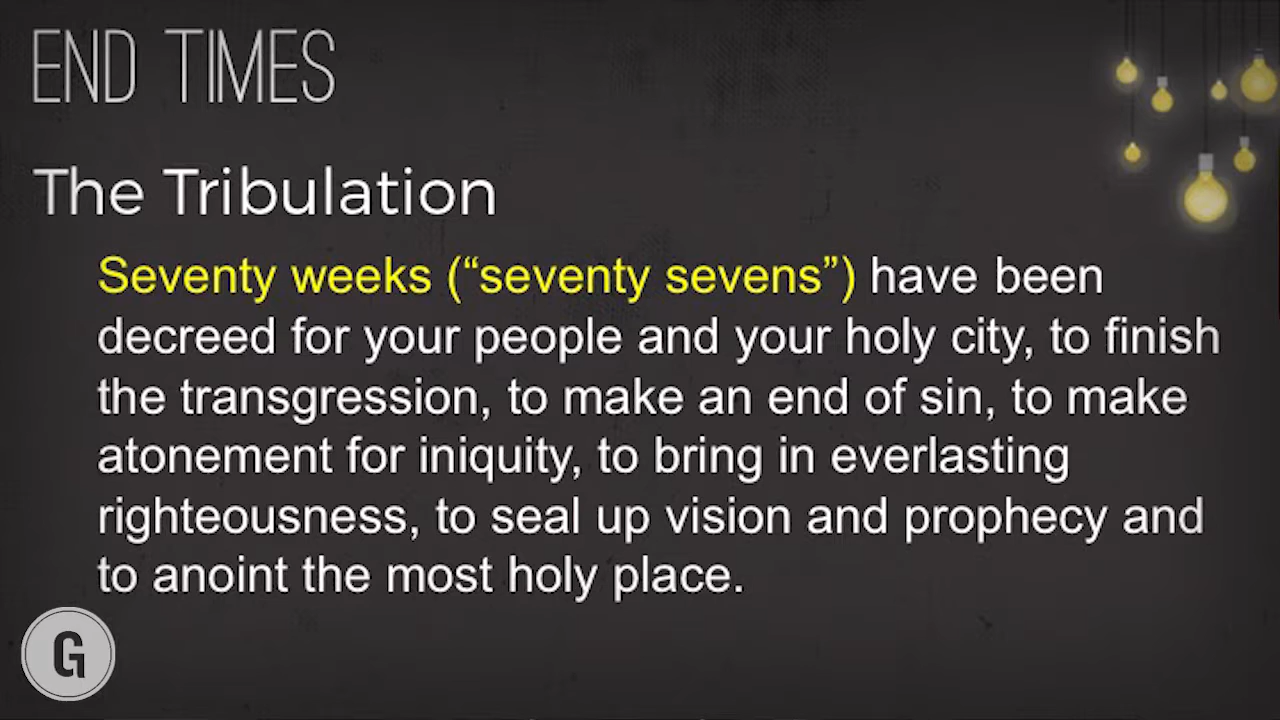 END TIMES
The Tribulation
Seventy weeks (“seventy sevens”) have been
decreed for your people and your holy city, to finish
the transgression, to make an end of sin, to make
atonement for iniquity, to bring in everlasting
righteousness, to seal up vision and prophecy and
to anoint the most holy place.
G